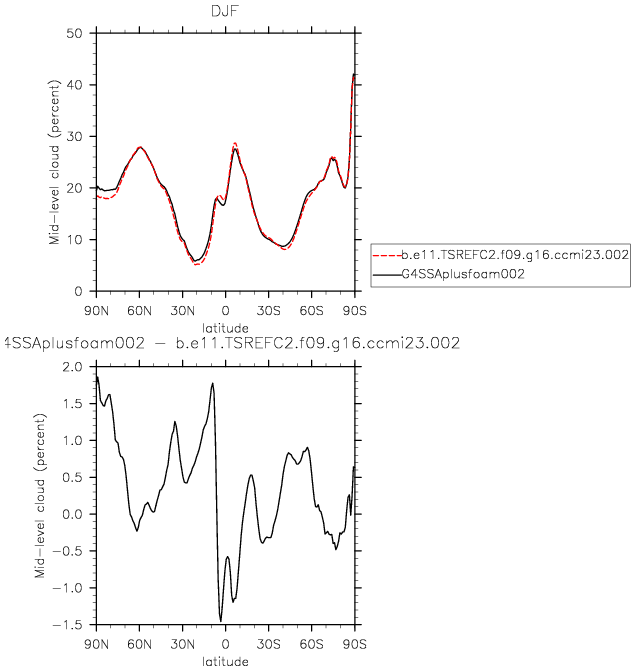 DJF
50
40
30
20
10
0
Mid-level cloud (percent)
90N 60N 30N 0 30S 60S 90S
latitude
b.e11.TSREFC2.f09.g16.ccmi23.002
G4SSAplusfoam002
4SSAplusfoam002 - b.e11.TSREFC2.f09.g16.ccmi23.002
2.0
1.5
1.0
0.5
0.0
-0.5
-1.0
-1.5
Mid-level cloud (percent)
90N 60N 30N 0 30S 60S 90S
latitude